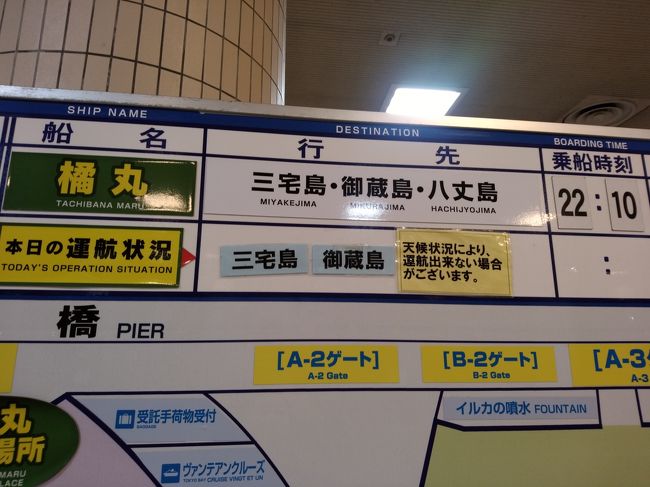 SHIP NAME
DESTINATION
BOARDING TIME
船名
行先
乗船時刻
橘丸
TACHIBANA MARU
三宅島・御蔵島・八丈島
MIYAKEJIMA MIKURAJIMA HACHIJYOJIMA
22:10
本日の運航状況
TODAY'S OPERATION SITUATION
三宅島
御蔵島
天候状況により、
運航出来ない場合
がございます。
:
橋 PIER
[A-2ゲート]
A-2 Gate
[B-2ゲート]
B-2 Gate
[A-3
A-3
受託手荷物受付
BAGGAGE
イルカの噴水 FOUNTAIN
ヴァンテアンクルーズ
TOKYO BAY CRUISE VINGT ET UN
丸
場所
MARU
PLACE